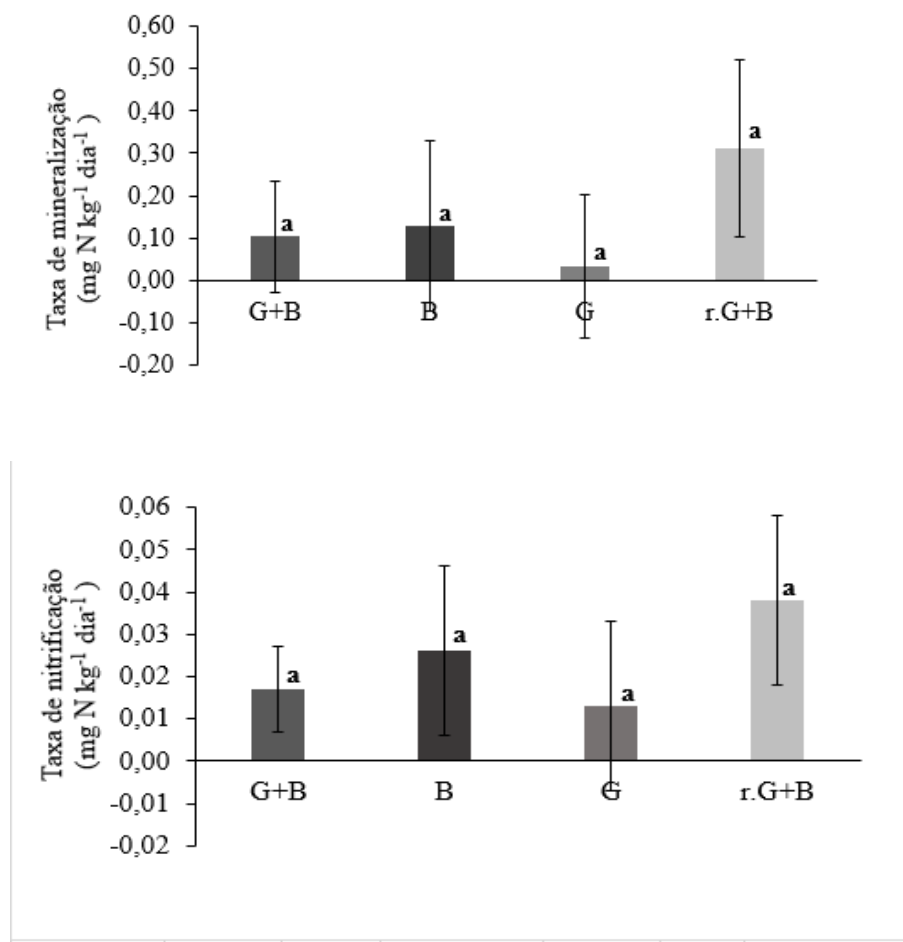 0,60
0,50
0,40
0,30
0,20
0,10
0,00
-0,10
-0,20
Taxa de mineralização
(mg N kg⁻¹ dia⁻¹)
a
a
a
a
G+B
B
G
r.G+B
0,06
0,05
0,04
0,03
0,02
0,01
0,00
-0,01
-0,02
Taxa de nitrificação
(mg N kg⁻¹ dia⁻¹)
a
a
a
a
G+B
B
G
r.G+B